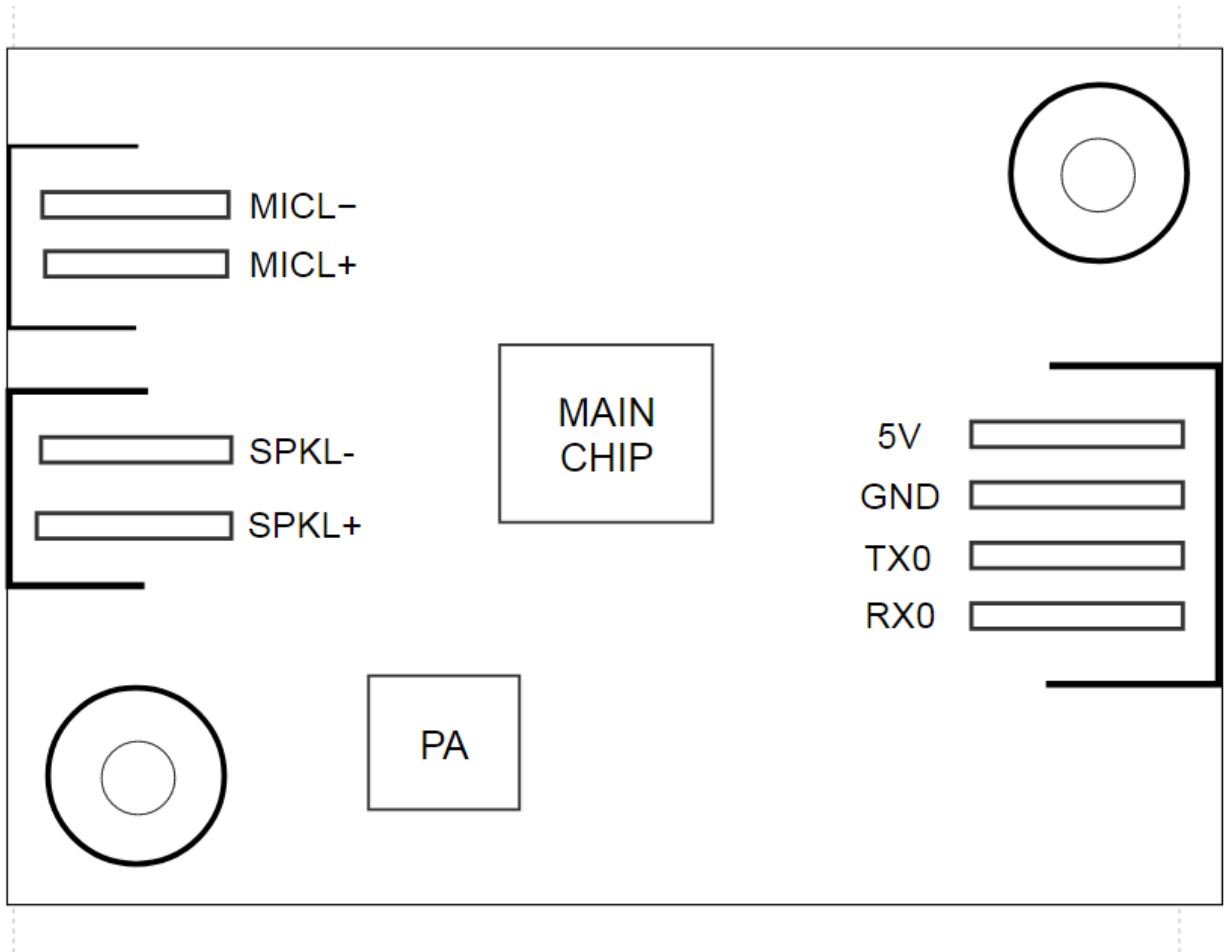 MICL−
MICL+
MAIN
CHIP
SPKL-
SPKL+
5V
GND
TX0
RX0
PA